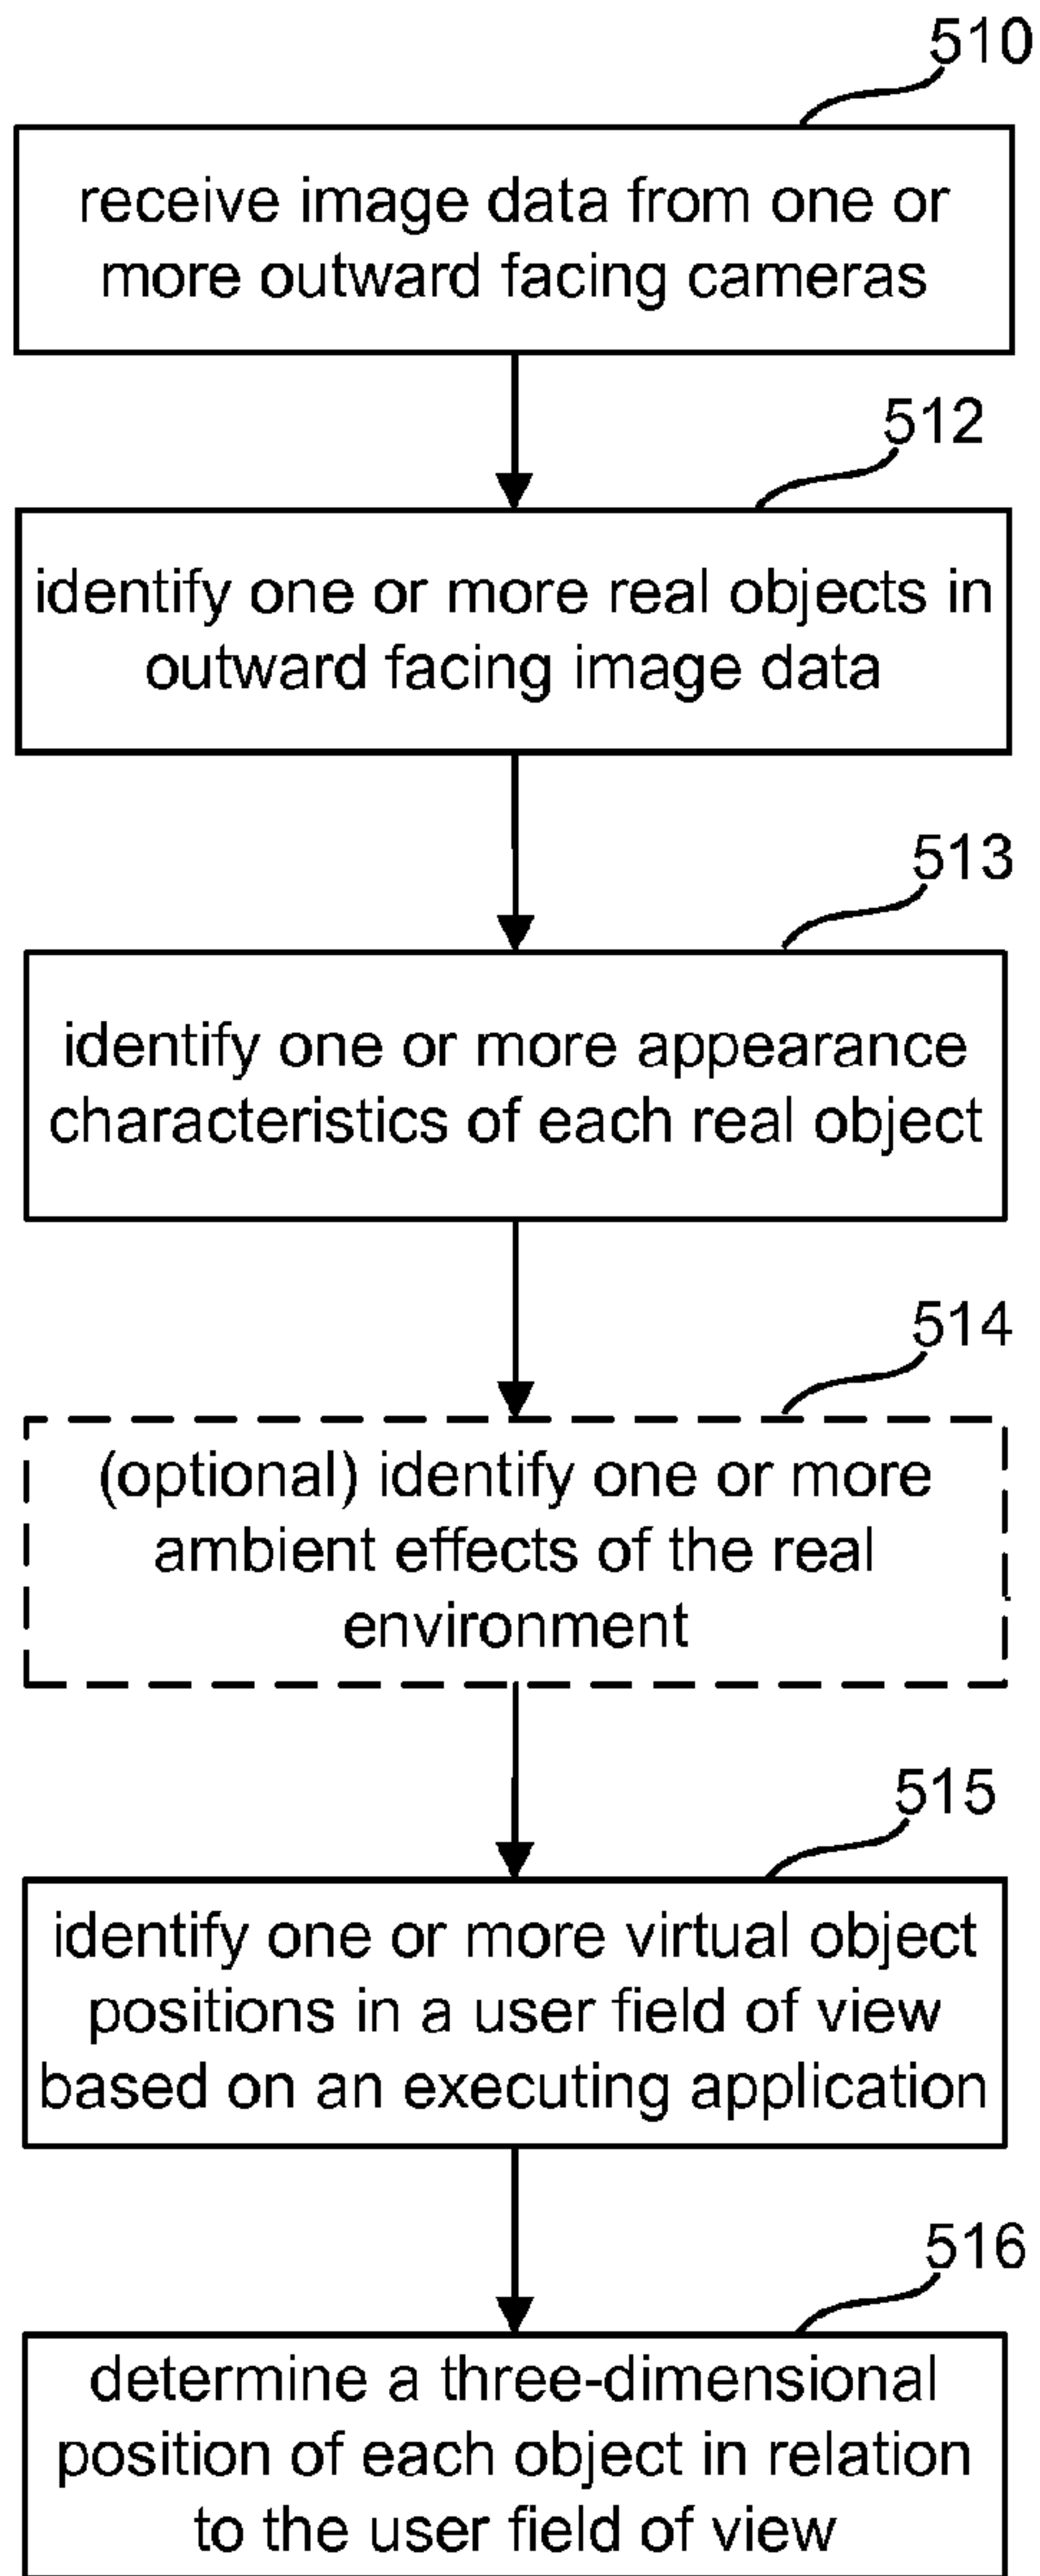 510
receive image data from one or
more outward facing cameras
512
identify one or more real objects in
outward facing image data
513
identify one or more appearance
characteristics of each real object
514
(optional) identify one or more
ambient effects of the real
environment
515
identify one or more virtual object
positions in a user field of view
based on an executing application
516
determine a three-dimensional
position of each object in relation
to the user field of view